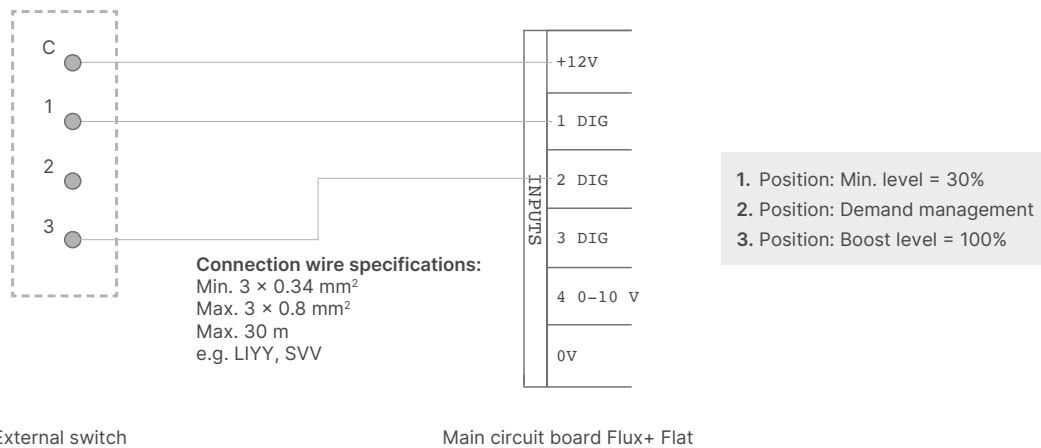 C
1
2
3
INPUTS
+12V
1 DIG
2 DIG
3 DIG
4 0–10 V
0V
Connection wire specifications:
Min. 3 × 0.34 mm²
Max. 3 × 0.8 mm²
Max. 30 m
e.g. LIYY, SVV
1. Position: Min. level = 30%
2. Position: Demand management
3. Position: Boost level = 100%
External switch
Main circuit board Flux+ Flat